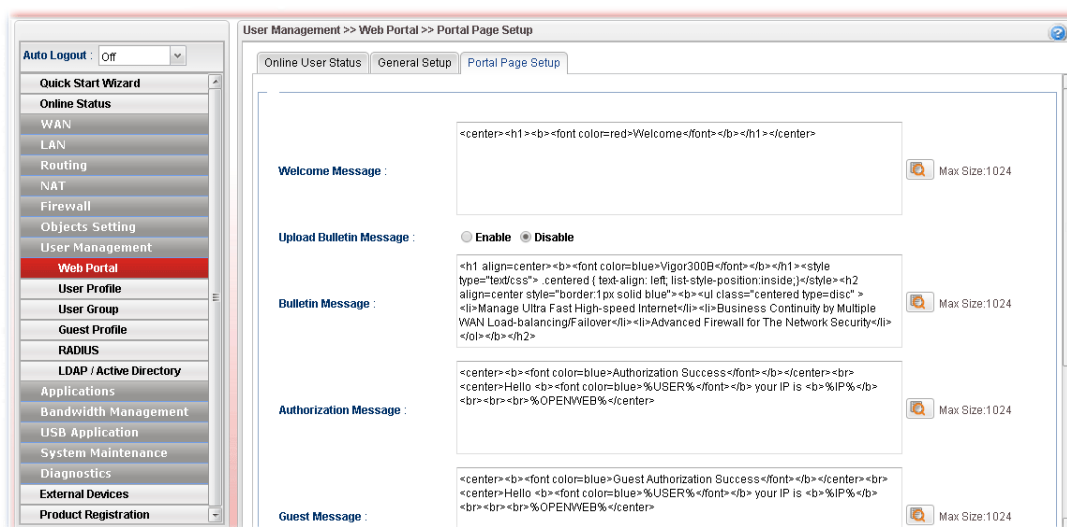 User Management >> Web Portal >> Portal Page Setup
Auto Logout : Off
Quick Start Wizard
Online Status
WAN
LAN
Routing
NAT
Firewall
Objects Setting
User Management
Web Portal
User Profile
User Group
Guest Profile
RADIUS
LDAP / Active Directory
Applications
Bandwidth Management
USB Application
System Maintenance
Diagnostics
External Devices
Product Registration
Online User Status
General Setup
Portal Page Setup
Welcome Message :
<center><h1><b><font color=red>Welcome</font></b></h1></center>
Max Size:1024
Upload Bulletin Message :
Enable Disable
Bulletin Message :
<h1 align=center><b><font color=blue>Vigor300B</font></b></h1><style
type="text/css"> .centered { text-align: left; list-style-position:inside;}</style><h2
align=center style="border:1px solid blue"><b><ul class="centered type=disc" >
<li>Manage Ultra Fast High-speed Internet</li><li>Business Continuity by Multiple
WAN Load-balancing/Failover</li><li>Advanced Firewall for The Network Security</li>
</ol></b></h2>
Max Size:1024
Authorization Message :
<center><b><font color=blue>Authorization Success</font></b></center><br>
<center>Hello <b><font color=blue>%USER%</font></b> your IP is <b>%IP%</b>
<br><br><br>%OPENWEB%</center>
Max Size:1024
Guest Message :
<center><b><font color=blue>Guest Authorization Success</font></b></center><br>
<center>Hello <b><font color=blue>%USER%</font></b> your IP is <b>%IP%</b>
<br><br><br>%OPENWEB%</center>
Max Size:1024